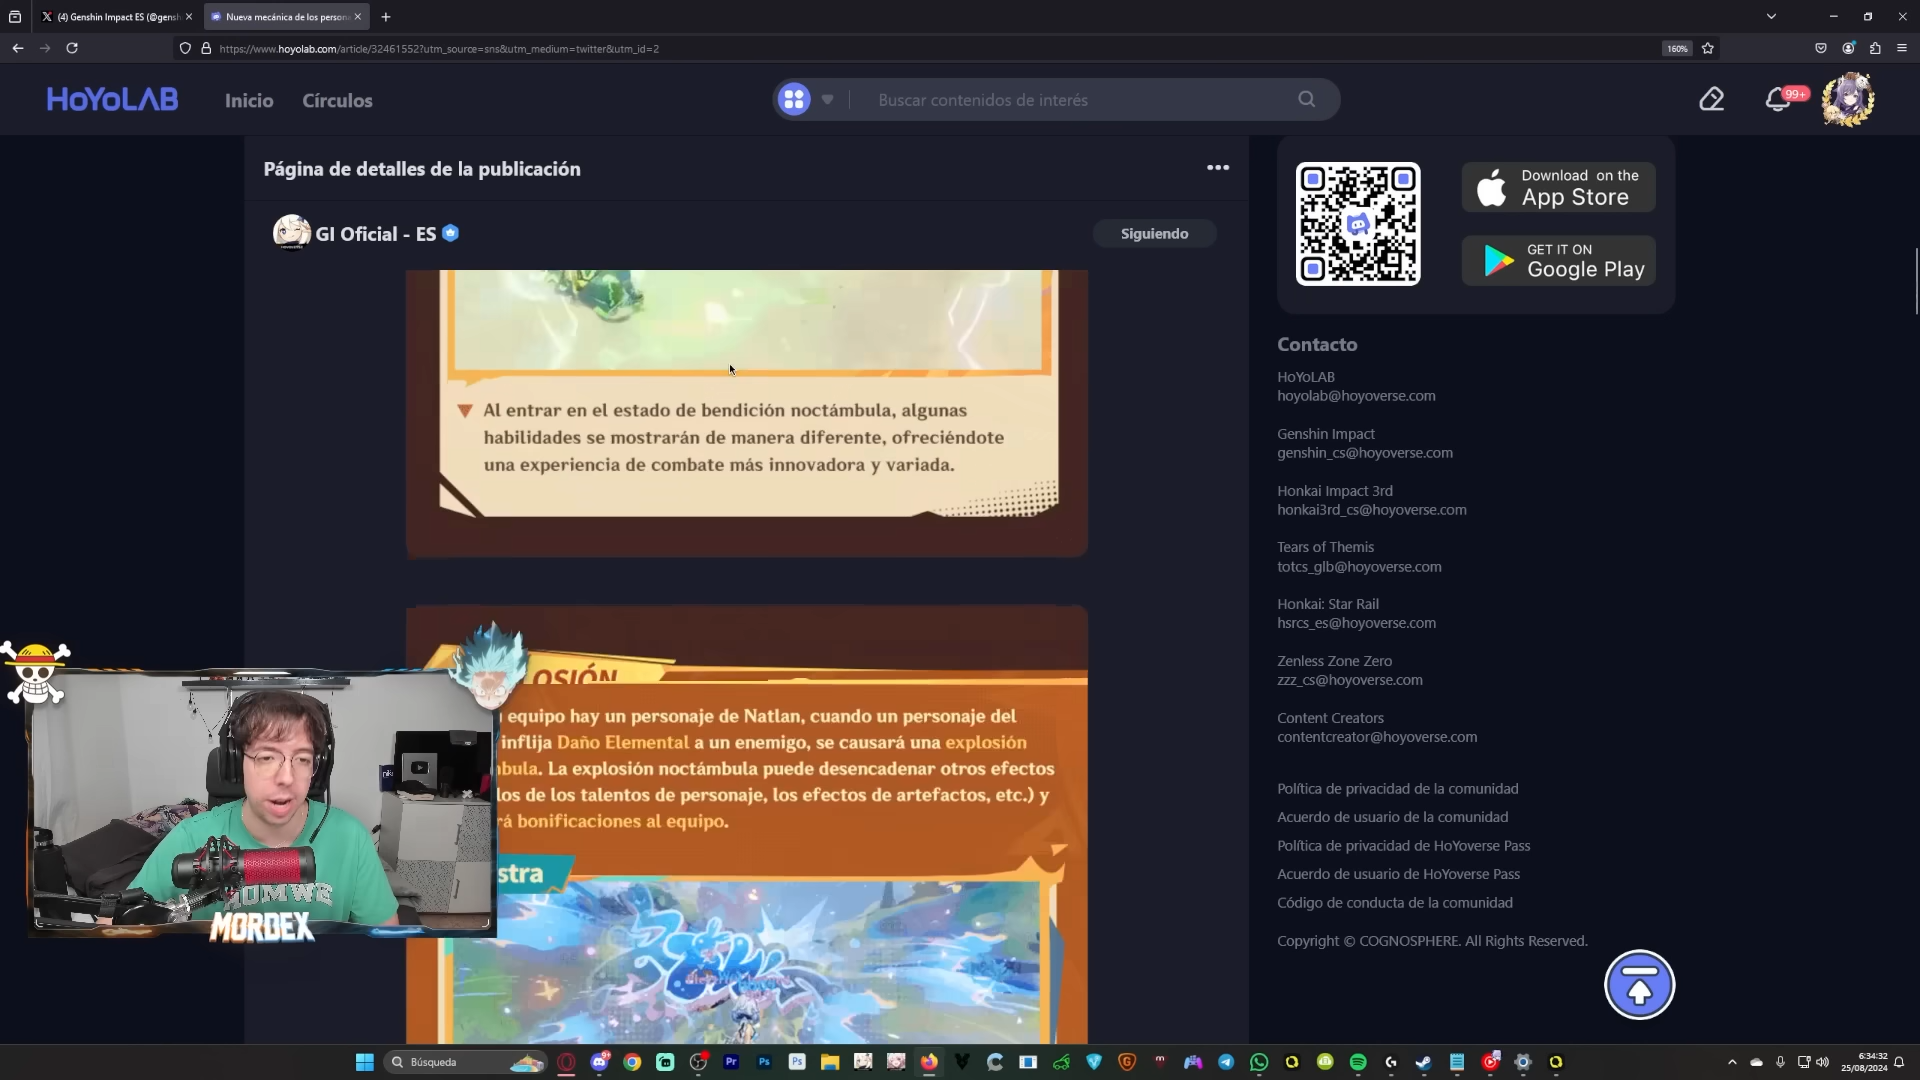 (4) Genshin Impact ES (@gensh
Nueva mecánica de los person
https://www.hoyolab.com/article/32461552?utm_source=sns&utm_medium=twitter&utm_id=2
160%
HoYoLAB
Inicio
Círculos
Buscar contenidos de interés
99+
Página de detalles de la publicación
GI Oficial - ES
Siguiendo
Al entrar en el estado de bendición noctámbula, algunas
habilidades se mostrarán de manera diferente, ofreciéndote
una experiencia de combate más innovadora y variada.
OSIÓN
equipo hay un personaje de Natlan, cuando un personaje del
inflija Daño Elemental a un enemigo, se causará una explosión
bula. La explosión noctámbula puede desencadenar otros efectos
los de los talentos de personaje, los efectos de artefactos, etc.) y
rá bonificaciones al equipo.
stra
HUMWE
MORDEX
Download on the
App Store
GET IT ON
Google Play
Contacto
HoYoLAB
hoyolab@hoyoverse.com
Genshin Impact
genshin_cs@hoyoverse.com
Honkai Impact 3rd
honkai3rd_cs@hoyoverse.com
Tears of Themis
totcs_glb@hoyoverse.com
Honkai: Star Rail
hsrcs_es@hoyoverse.com
Zenless Zone Zero
zzz_cs@hoyoverse.com
Content Creators
contentcreator@hoyoverse.com
Política de privacidad de la comunidad
Acuerdo de usuario de la comunidad
Política de privacidad de HoYoverse Pass
Acuerdo de usuario de HoYoverse Pass
Código de conducta de la comunidad
Copyright © COGNOSPHERE. All Rights Reserved.
Búsqueda
Pr
Ps
Ps
6:34:32
25/08/2024